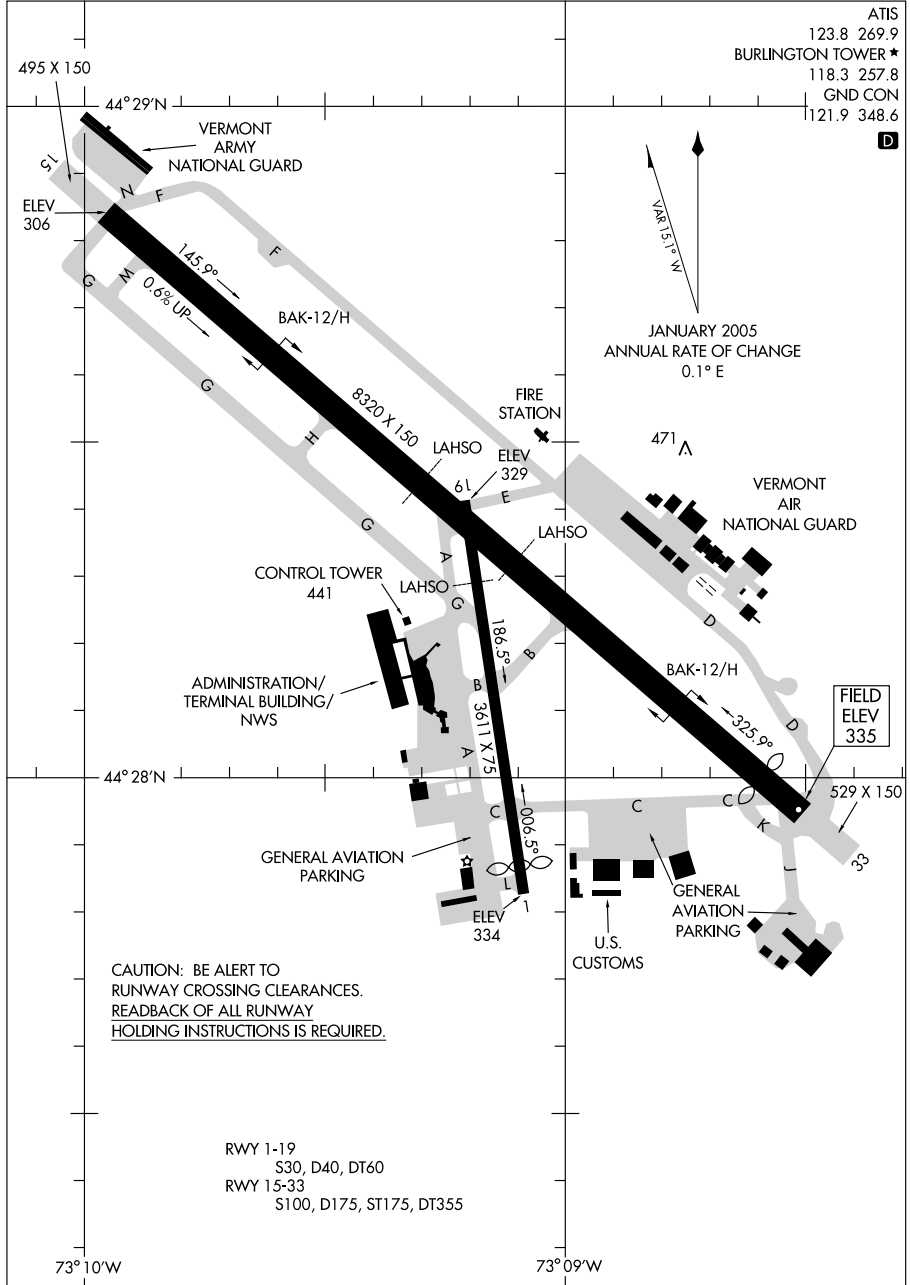 ATIS
123.8 269.9
BURLINGTON TOWER ★
118.3 257.8
GND CON
121.9 348.6
D
495 X 150
44°29'N
VERMONT
ARMY
NATIONAL GUARD
15
N
F
ELEV
306
VAR 15.1° W
F
145.9°
G
M
0.6% UP
BAK-12/H
JANUARY 2005
ANNUAL RATE OF CHANGE
0.1° E
G
8320 X 150
FIRE
STATION
H
LAHSO
471
ELEV
329
19
E
VERMONT
AIR
NATIONAL GUARD
G
LAHSO
A
CONTROL TOWER
441
LAHSO
G
D
186.5°
B
ADMINISTRATION/
TERMINAL BUILDING/
NWS
B
BAK-12/H
3611 X 75
325.9°
D
FIELD
ELEV
335
A
44°28'N
529 X 150
C
C
C
K
006.5°
33
GENERAL AVIATION
PARKING
J
L
ELEV
334
1
GENERAL
AVIATION
PARKING
U.S.
CUSTOMS
CAUTION: BE ALERT TO
RUNWAY CROSSING CLEARANCES.
READBACK OF ALL RUNWAY
HOLDING INSTRUCTIONS IS REQUIRED.
RWY 1-19
S30, D40, DT60
RWY 15-33
S100, D175, ST175, DT355
73°10'W
73°09'W